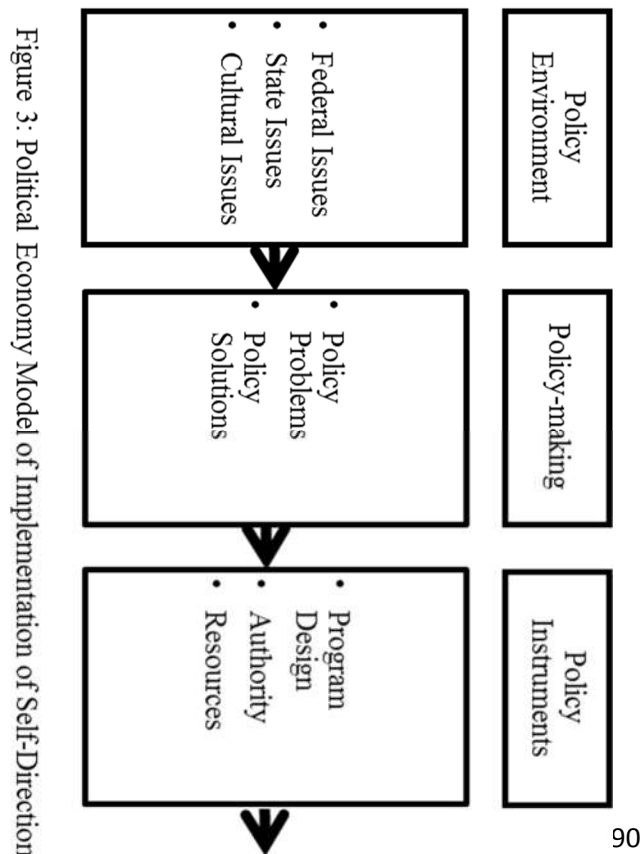 Policy
Environment
Policy-making
Policy
Instruments
• Federal Issues
• State Issues
• Cultural Issues
• Policy
Problems
• Policy
Solutions
• Program
Design
• Authority
• Resources
Figure 3: Political Economy Model of Implementation of Self-Direction
90